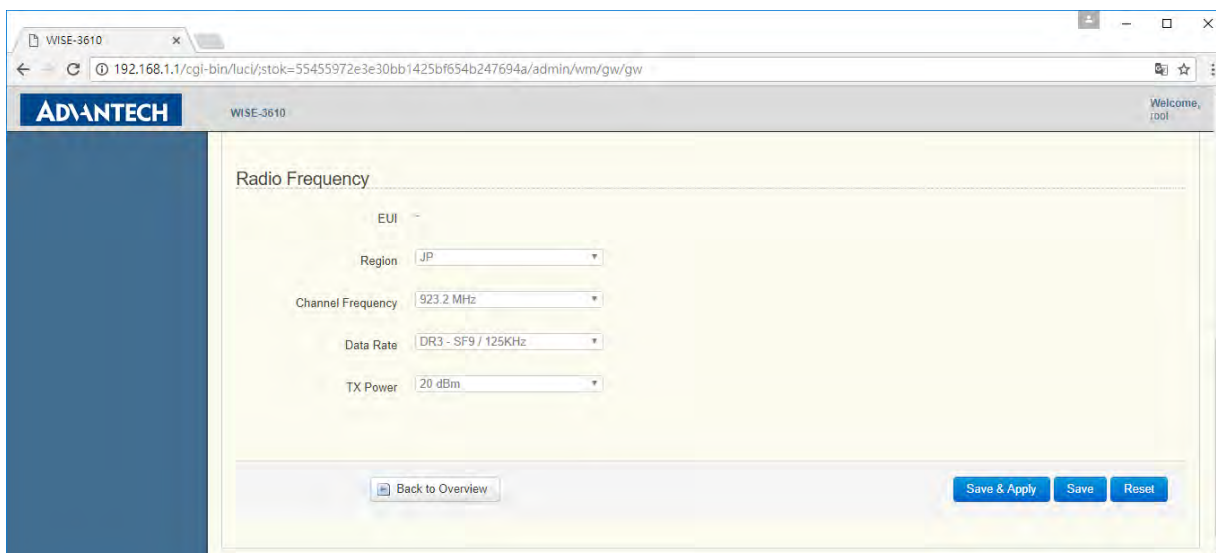 WISE-3610
192.168.1.1/cgi-bin/luci/;stok=55455972e3e30bb1425bf654b247694a/admin/wm/gw/gw
ADVANTECH
WISE-3610
Welcome,
root
Radio Frequency
EUI -
Region JP
Channel Frequency 923.2 MHz
Data Rate DR3 - SF9 / 125KHz
TX Power 20 dBm
Back to Overview Save & Apply Save Reset